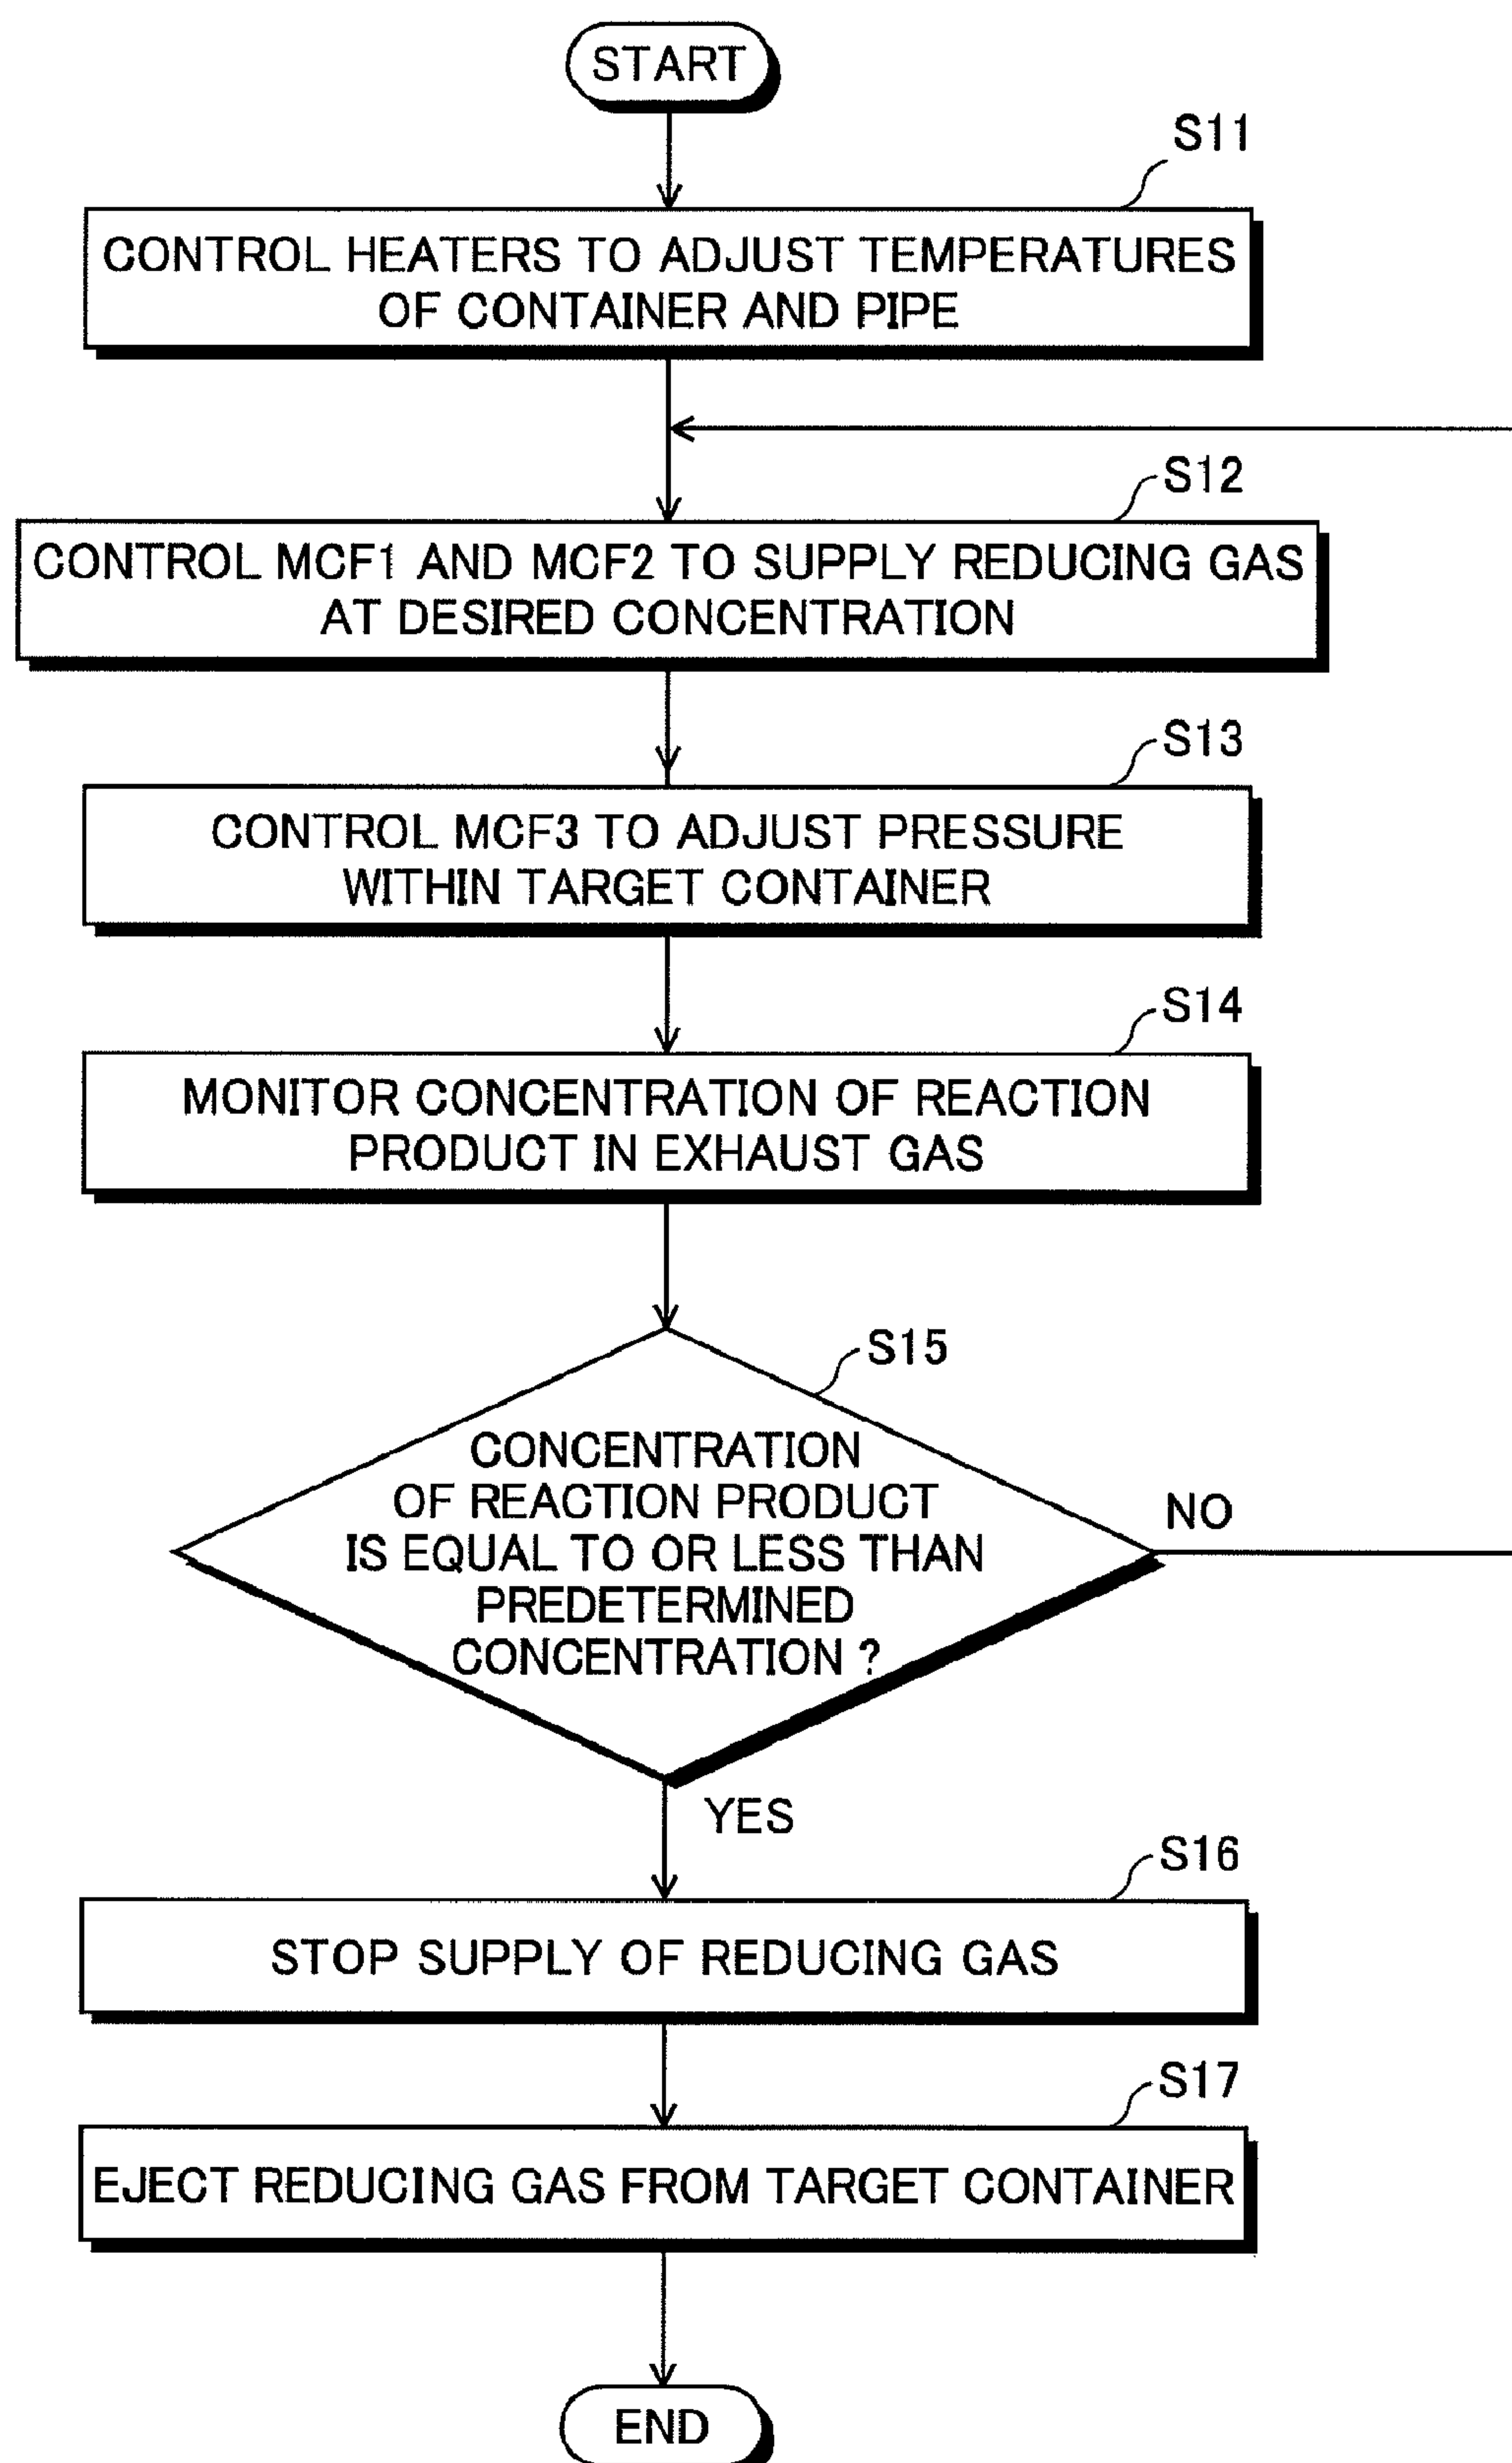 START
S11
CONTROL HEATERS TO ADJUST TEMPERATURES
OF CONTAINER AND PIPE
S12
CONTROL MCF1 AND MCF2 TO SUPPLY REDUCING GAS
AT DESIRED CONCENTRATION
S13
CONTROL MCF3 TO ADJUST PRESSURE
WITHIN TARGET CONTAINER
S14
MONITOR CONCENTRATION OF REACTION
PRODUCT IN EXHAUST GAS
S15
CONCENTRATION
OF REACTION PRODUCT
IS EQUAL TO OR LESS THAN
PREDETERMINED
CONCENTRATION ?
NO
YES
S16
STOP SUPPLY OF REDUCING GAS
S17
EJECT REDUCING GAS FROM TARGET CONTAINER
END